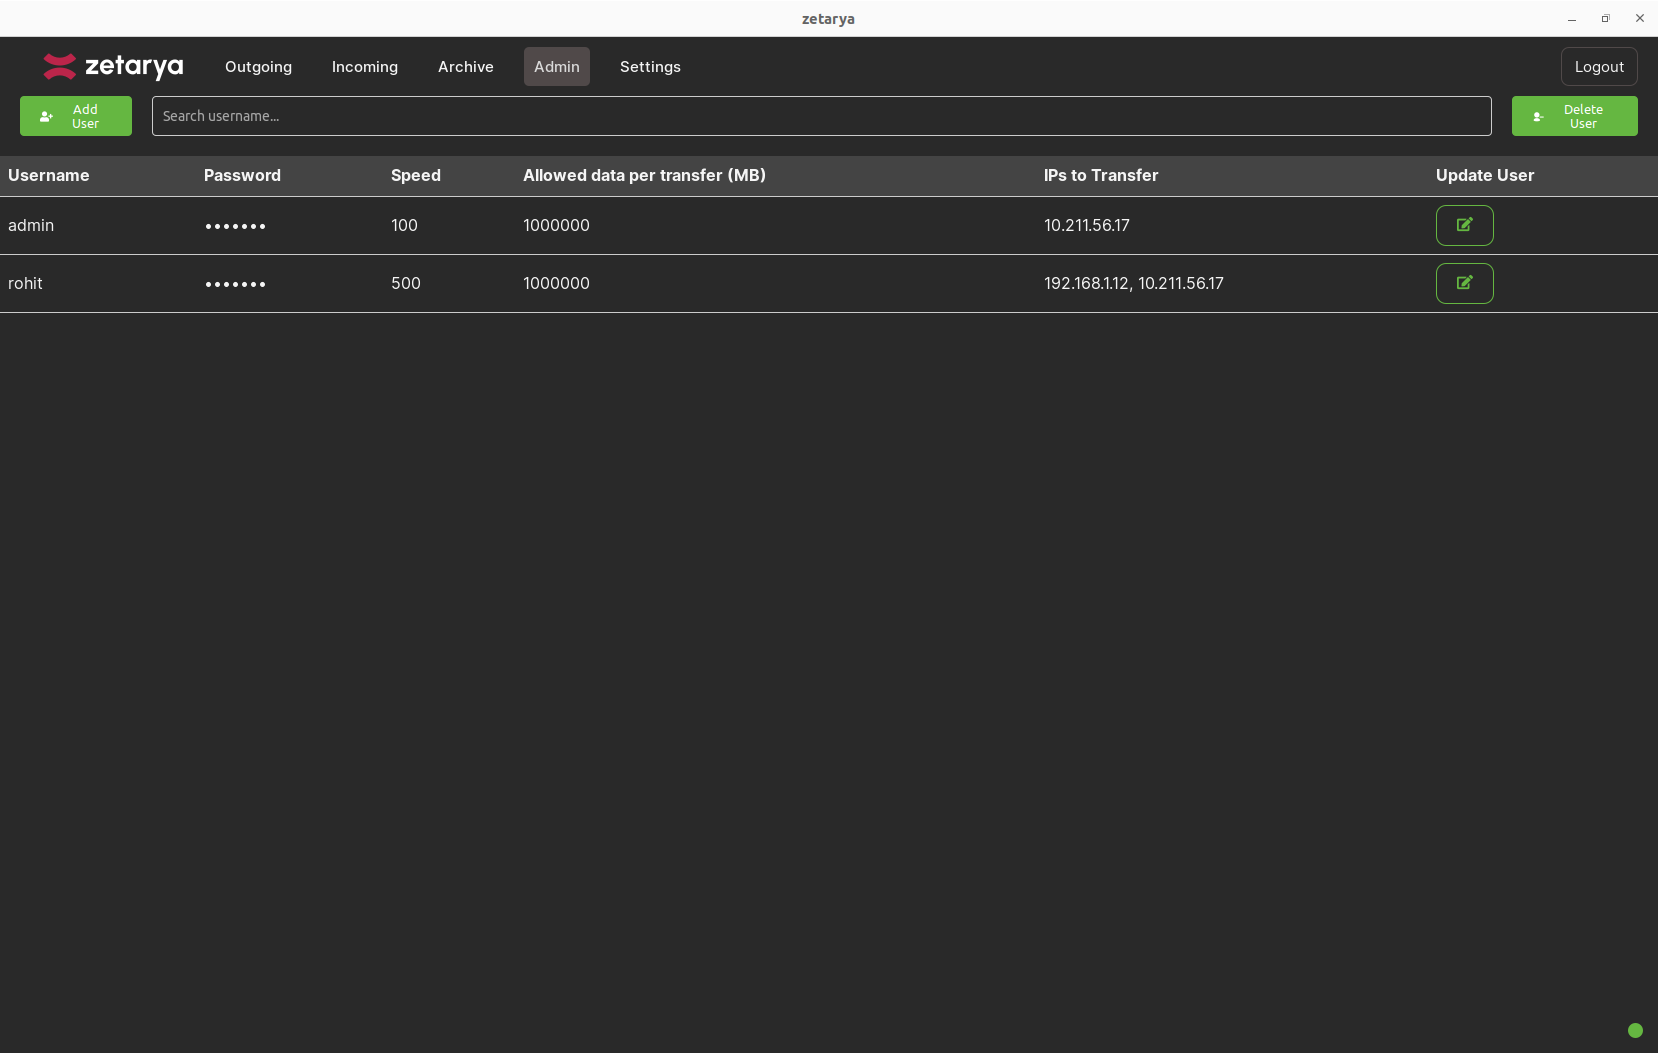 zetarya
zetarya Outgoing Incoming Archive Admin Settings Logout
Add
User
Search username...
Delete
User
Username Password Speed Allowed data per transfer (MB) IPs to Transfer Update User
admin ••••••• 100 1000000 10.211.56.17
rohit ••••••• 500 1000000 192.168.1.12, 10.211.56.17